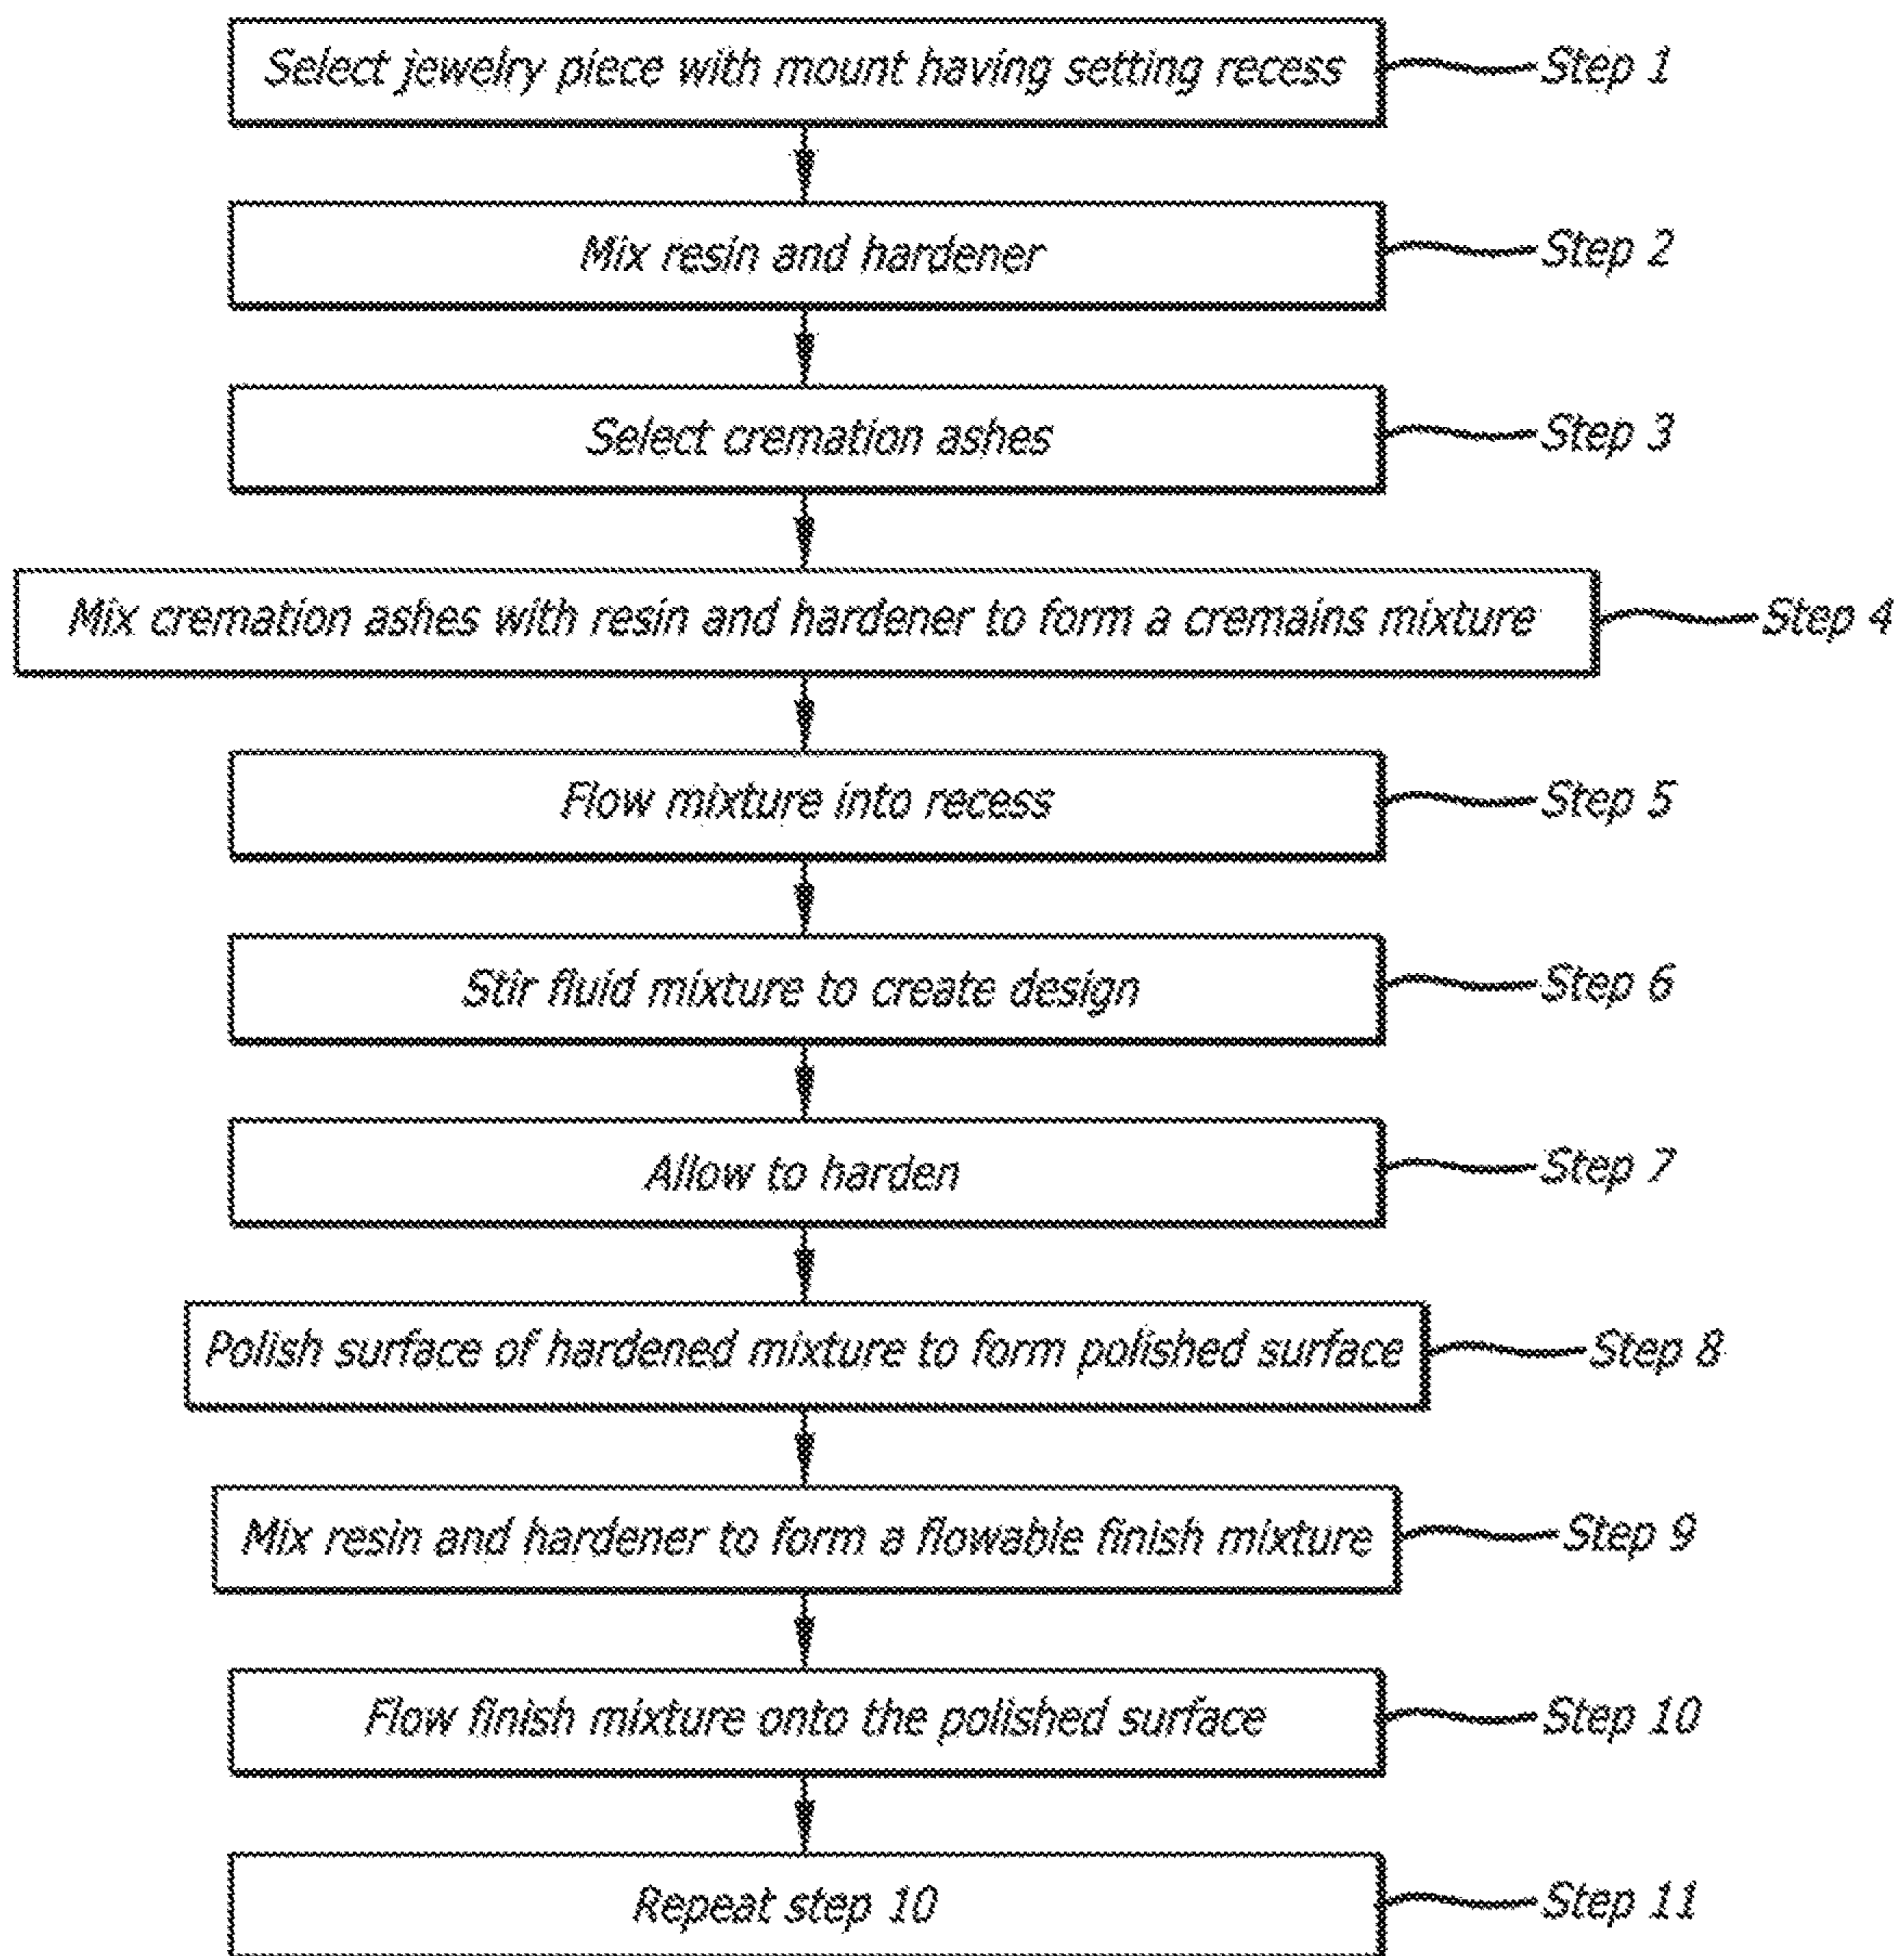 Select jewelry piece with mount having setting recess Step 1
Mix resin and hardener Step 2
Select cremation ashes Step 3
Mix cremation ashes with resin and hardener to form a cremains mixture Step 4
Flow mixture into recess Step 5
Stir fluid mixture to create design Step 6
Allow to harden Step 7
Polish surface of hardened mixture to form polished surface Step 8
Mix resin and hardener to form a flowable finish mixture Step 9
Flow finish mixture onto the polished surface Step 10
Repeat step 10 Step 11